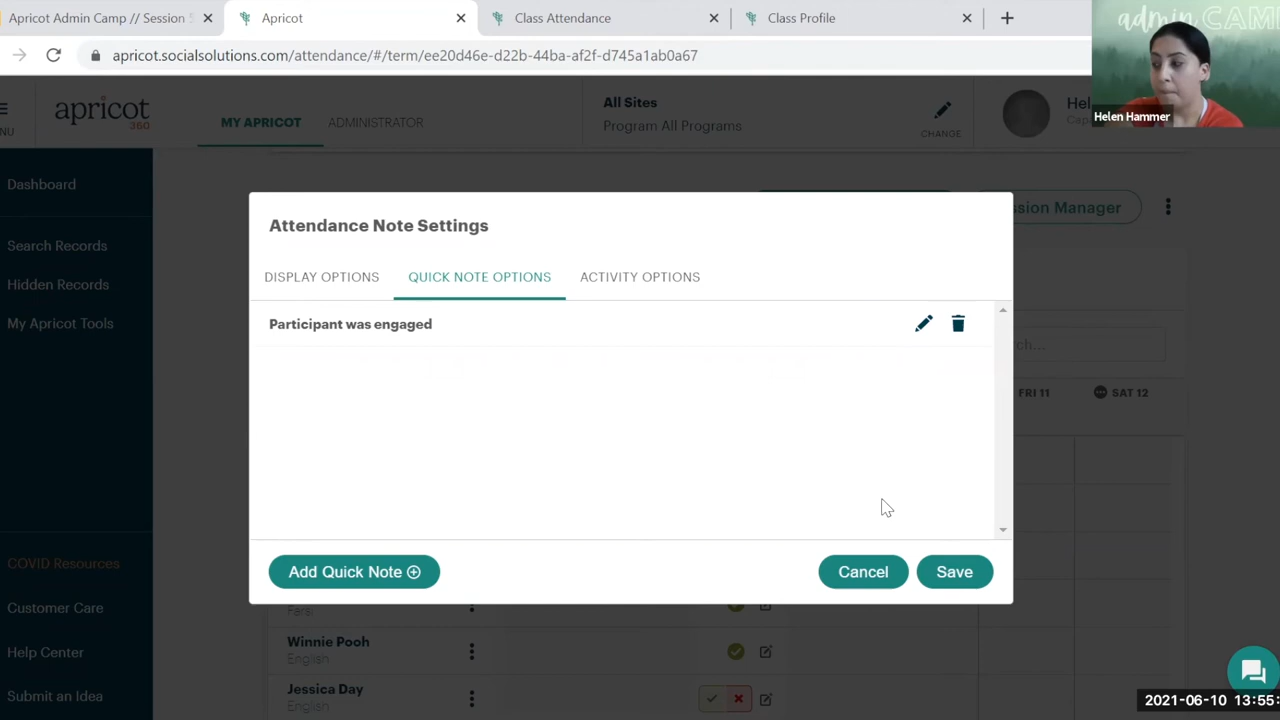 Apricot Admin Camp // Session
Apricot
Class Attendance
Class Profile
admin CAMP
apricot.socialsolutions.com/attendance/#/term/ee20d46e-d22b-44ba-af2f-d745a1ab0a67
Helen Hammer
NU
apricot
360
MY APRICOT
ADMINISTRATOR
All Sites
Program All Programs
CHANGE
Hel
Dashboard
Search Records
Hidden Records
My Apricot Tools
COVID Resources
Customer Care
Help Center
Submit an Idea
ssion Manager
Attendance Note Settings
DISPLAY OPTIONS
QUICK NOTE OPTIONS
ACTIVITY OPTIONS
Participant was engaged
ch...
FRI 11
SAT 12
Add Quick Note
Cancel
Save
Farsi
Winnie Pooh
English
Jessica Day
English
2021-06-10 13:55: